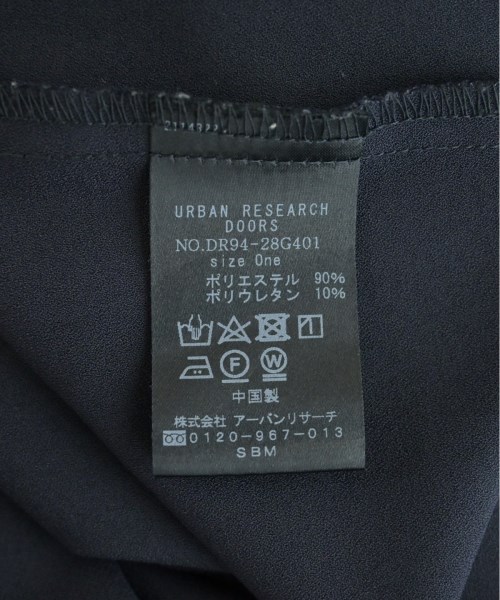 URBAN RESEARCH
DOORS
NO.DR94-28G401
size One
ポリエステル 90%
ポリウレタン 10%
F W
中国製
株式会社 アーバンリサーチ
0120-967-013
SBM